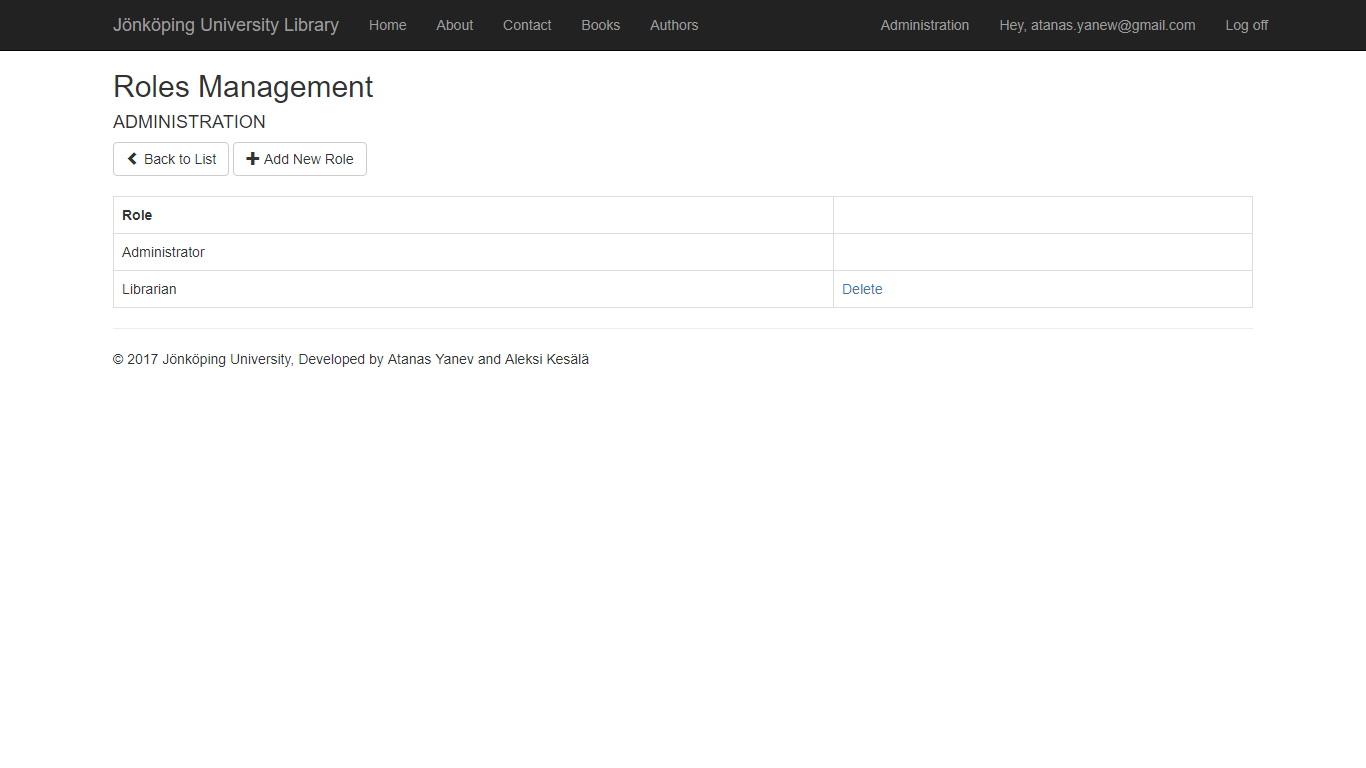 Jönköping University Library Home About Contact Books Authors Administration Hey, atanas.yanew@gmail.com Log off
Roles Management
ADMINISTRATION
Back to List Add New Role
Role
Administrator
Librarian Delete
© 2017 Jönköping University, Developed by Atanas Yanev and Aleksi Kesälä